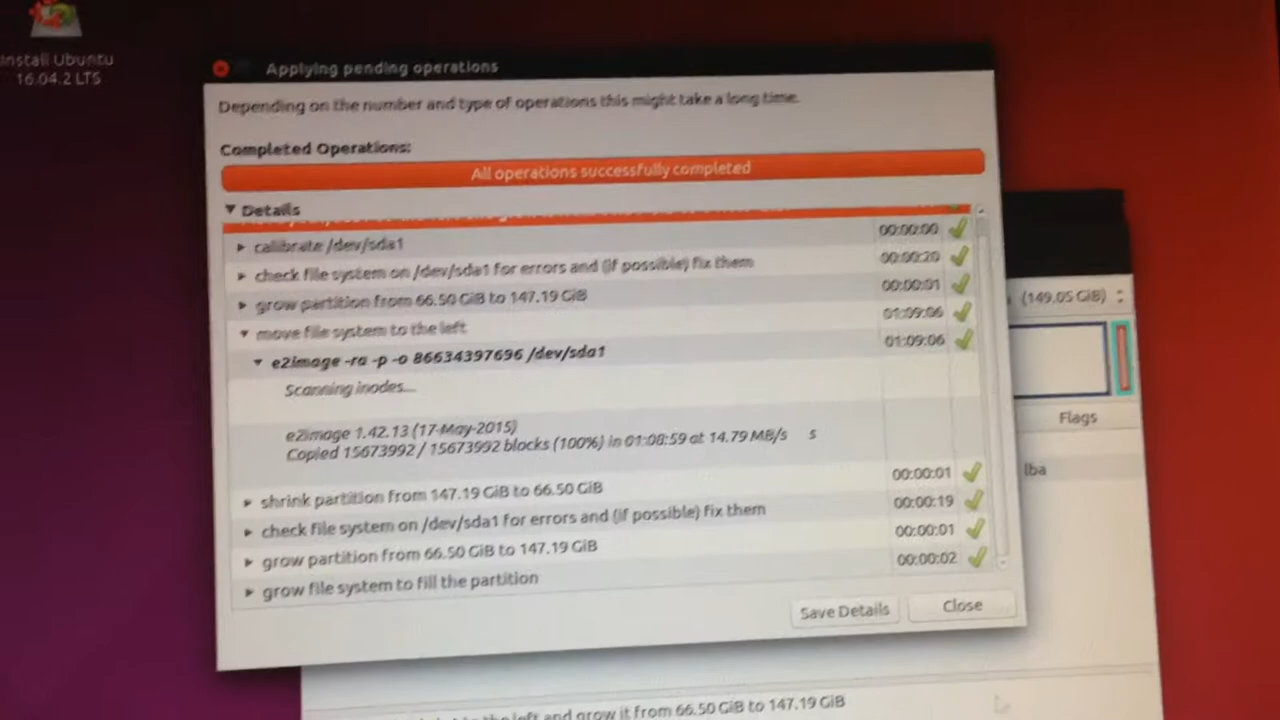 Install Ubuntu
16.04.2 LTS
Applying pending operations
Depending on the number and type of operations this might take a long time.
Completed Operations:
All operations successfully completed
Details
calibrate /dev/sda1 00:00:00
check file system on /dev/sda1 for errors and (if possible) fix them 00:00:20
grow partition from 66.50 GiB to 147.19 GiB 00:00:01
move file system to the left 01:09:06
e2image -ra -p -o 86634397696 /dev/sda1 01:09:06
Scanning inodes...
e2image 1.42.13 (17-May-2015)
Copied 15673992 / 15673992 blocks (100%) in 01:08:59 at 14.79 MB/s s
shrink partition from 147.19 GiB to 66.50 GiB 00:00:01
check file system on /dev/sda1 for errors and (if possible) fix them 00:00:19
grow partition from 66.50 GiB to 147.19 GiB 00:00:01
grow file system to fill the partition 00:00:02
Save Details Close
(149.05 GiB)
Flags
lba
the left and grow it from 66.50 GiB to 147.19 GiB